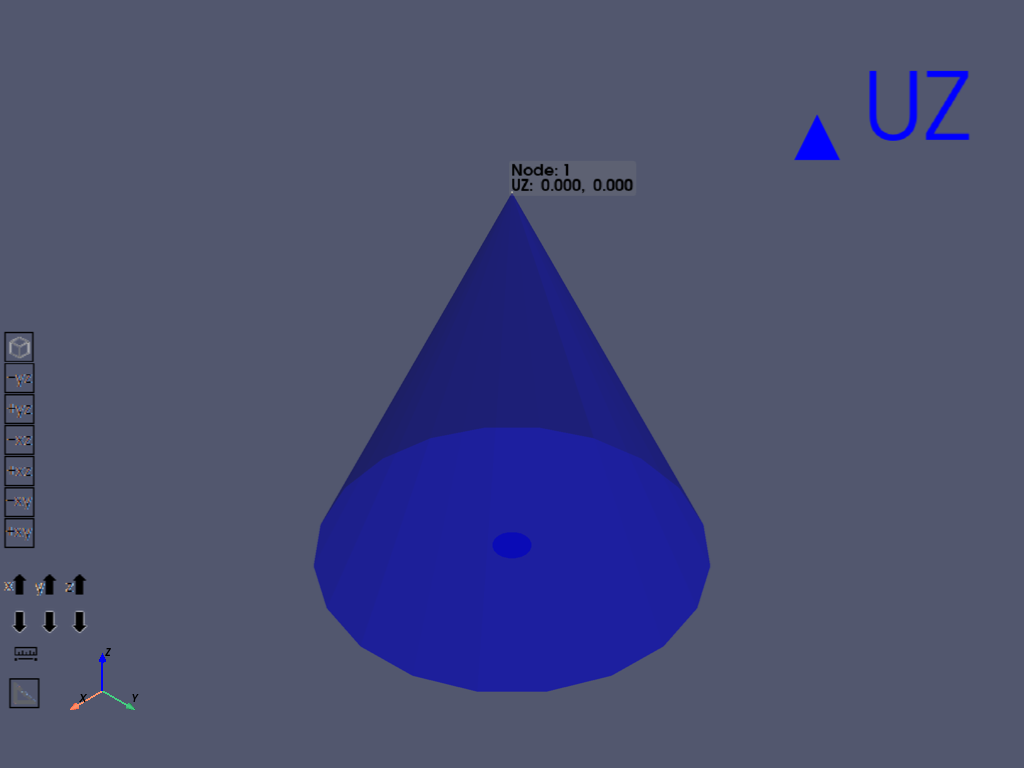 UZ
Node: 1
UZ: 0.000, 0.000
-yz
+yz
-xz
+xz
-xy
+xy
x y z
Z
X Y